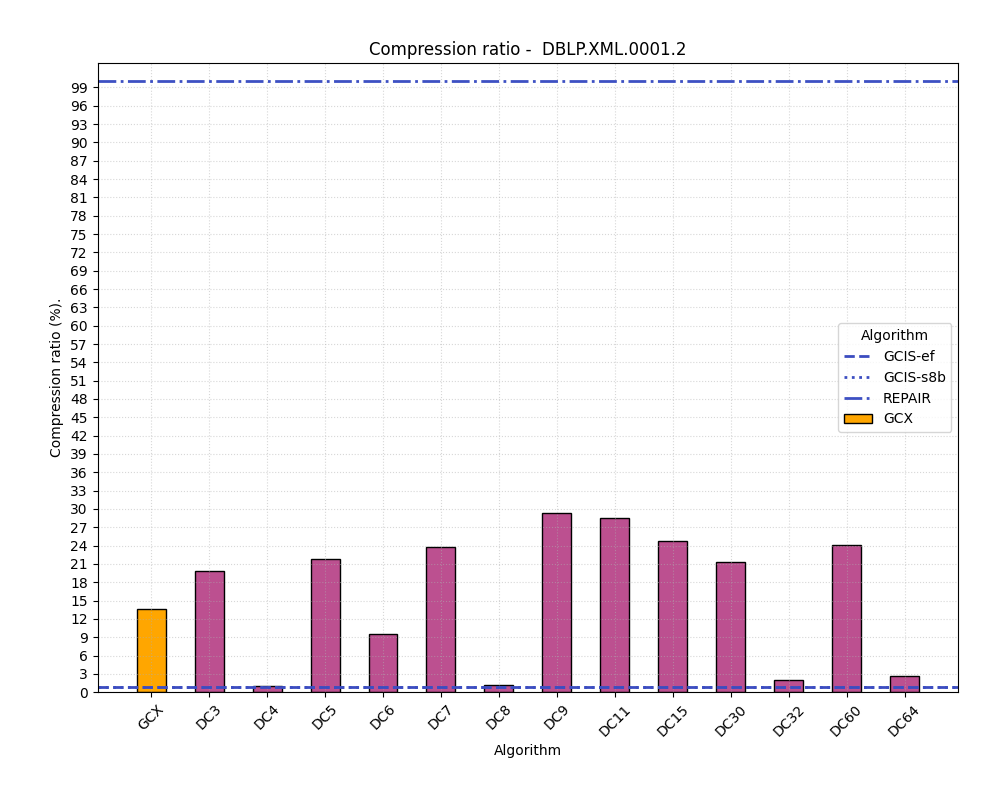 Compression ratio -  DBLP.XML.0001.2
Compression ratio (%).
99
96
93
90
87
84
81
78
75
72
69
66
63
60
57
54
51
48
45
42
39
36
33
30
27
24
21
18
15
12
9
6
3
0
Algorithm
GCIS-ef
GCIS-s8b
REPAIR
GCX
GCX
DC3
DC4
DC5
DC6
DC7
DC8
DC9
DC11
DC15
DC30
DC32
DC60
DC64
Algorithm